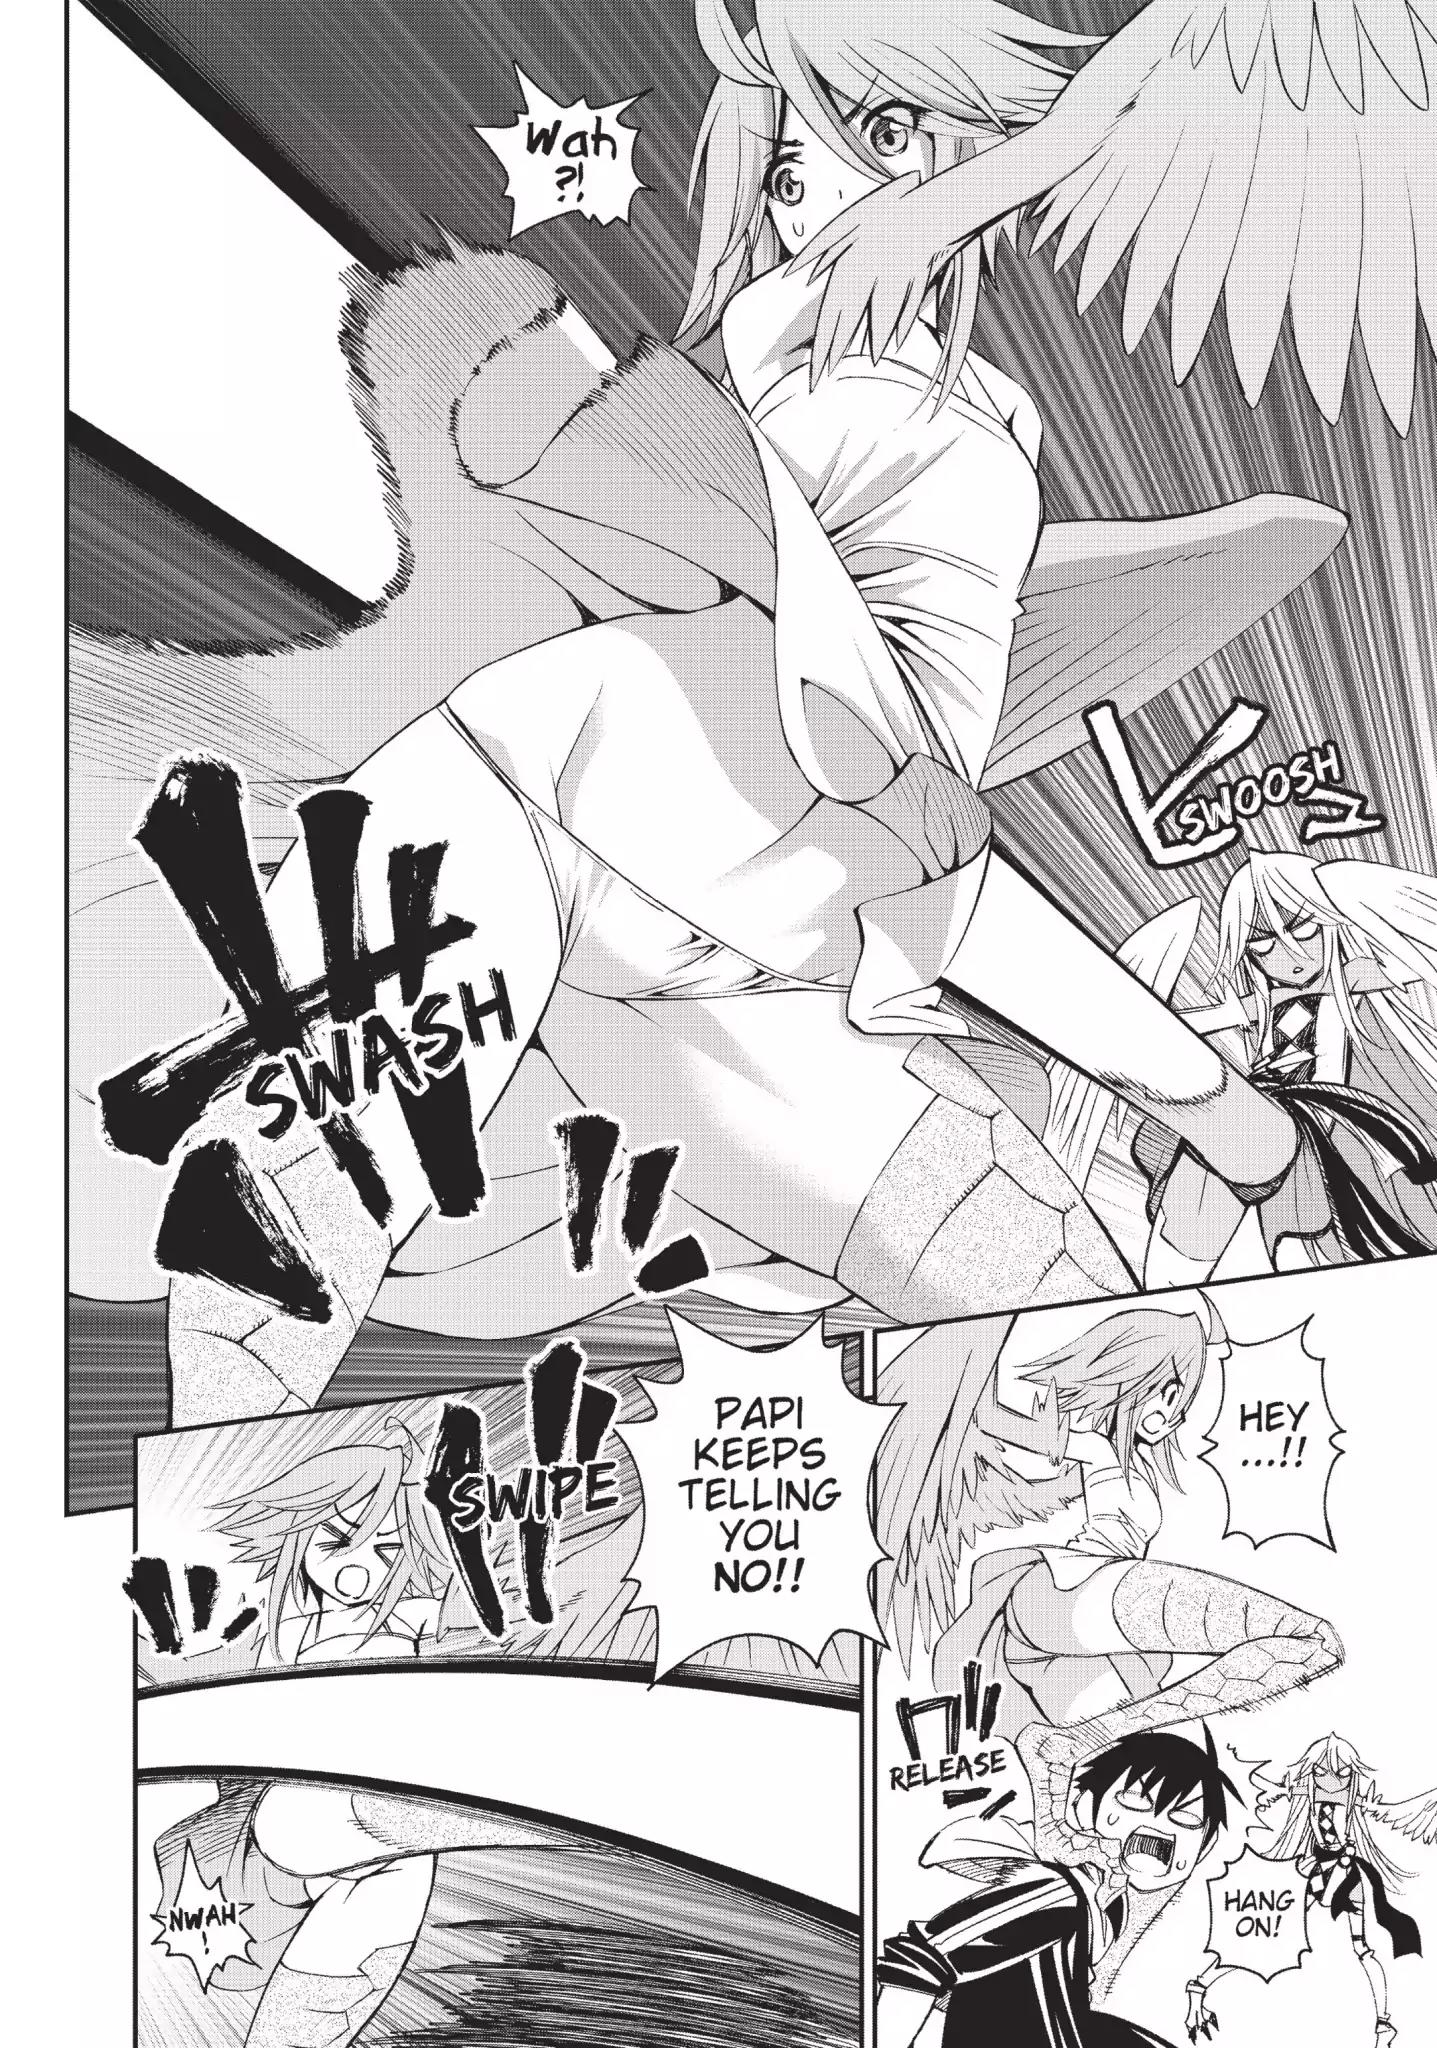 Wah
?!
SWOOSH
SWASH
HEY
...!!
RELEASE
HANG
ON!
PAPI
KEEPS
TELLING
YOU
NO!!
SWIPE
NWAH
!